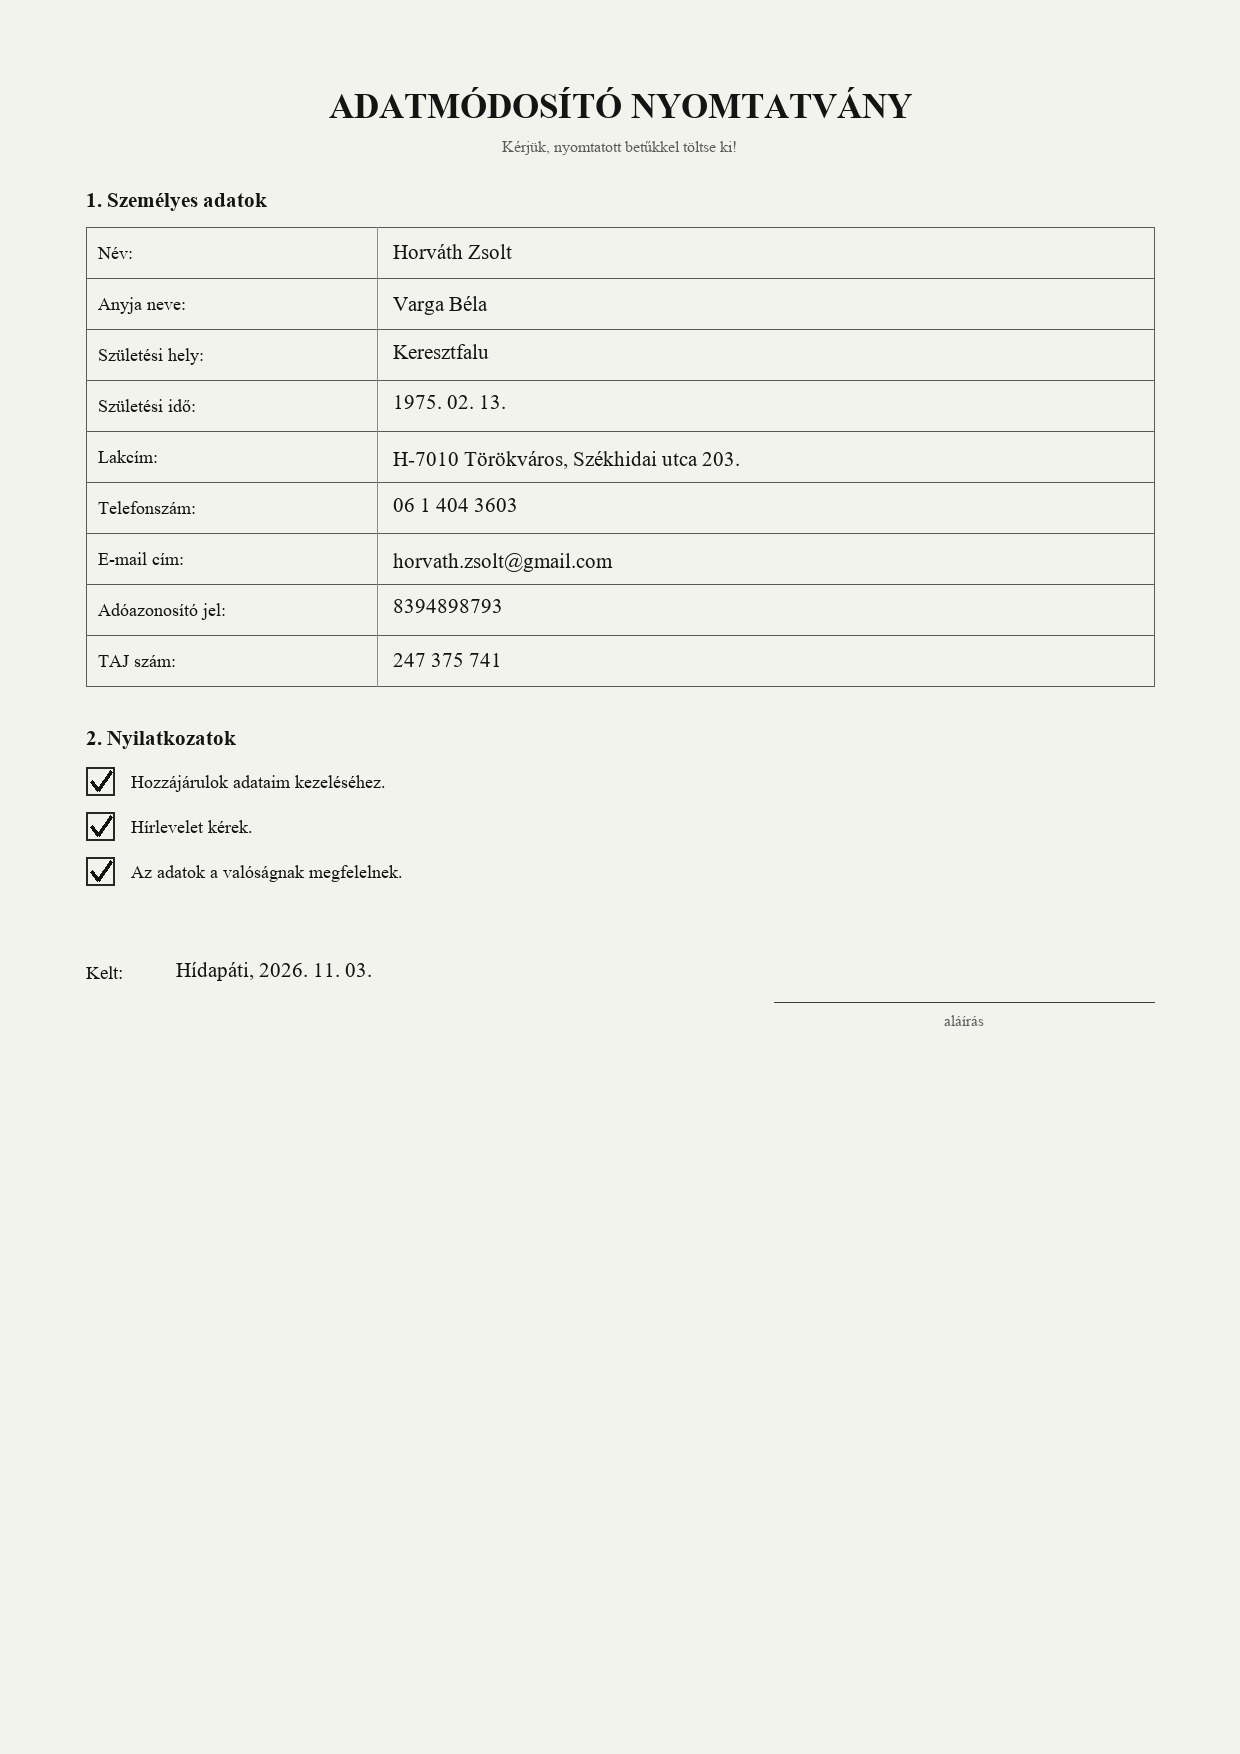 ADATMÓDOSÍTÓ NYOMTATVÁNY
Kérjük, nyomtatott betűkkel töltse ki!
1. Személyes adatok
Név: Horváth Zsolt
Anyja neve: Varga Béla
Születési hely: Keresztfalu
Születési idő: 1975. 02. 13.
Lakcím: H-7010 Törökváros, Székhidai utca 203.
Telefonszám: 06 1 404 3603
E-mail cím: horvath.zsolt@gmail.com
Adóazonosító jel: 8394898793
TAJ szám: 247 375 741
2. Nyilatkozatok
Hozzájárulok adataim kezeléséhez.
Hírlevelet kérek.
Az adatok a valóságnak megfelelnek.
Kelt: Hídapáti, 2026. 11. 03.
aláírás